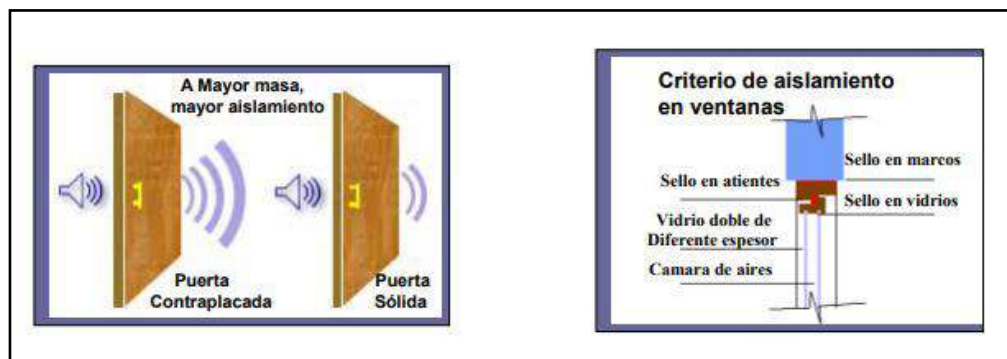 A Mayor masa,
mayor aislamiento
Puerta
Contraplacada
Puerta
Sólida
Criterio de aislamiento
en ventanas
Sello en marcos
Sello en atientes
Sello en vidrios
Vidrio doble de
Diferente espesor
Camara de aires